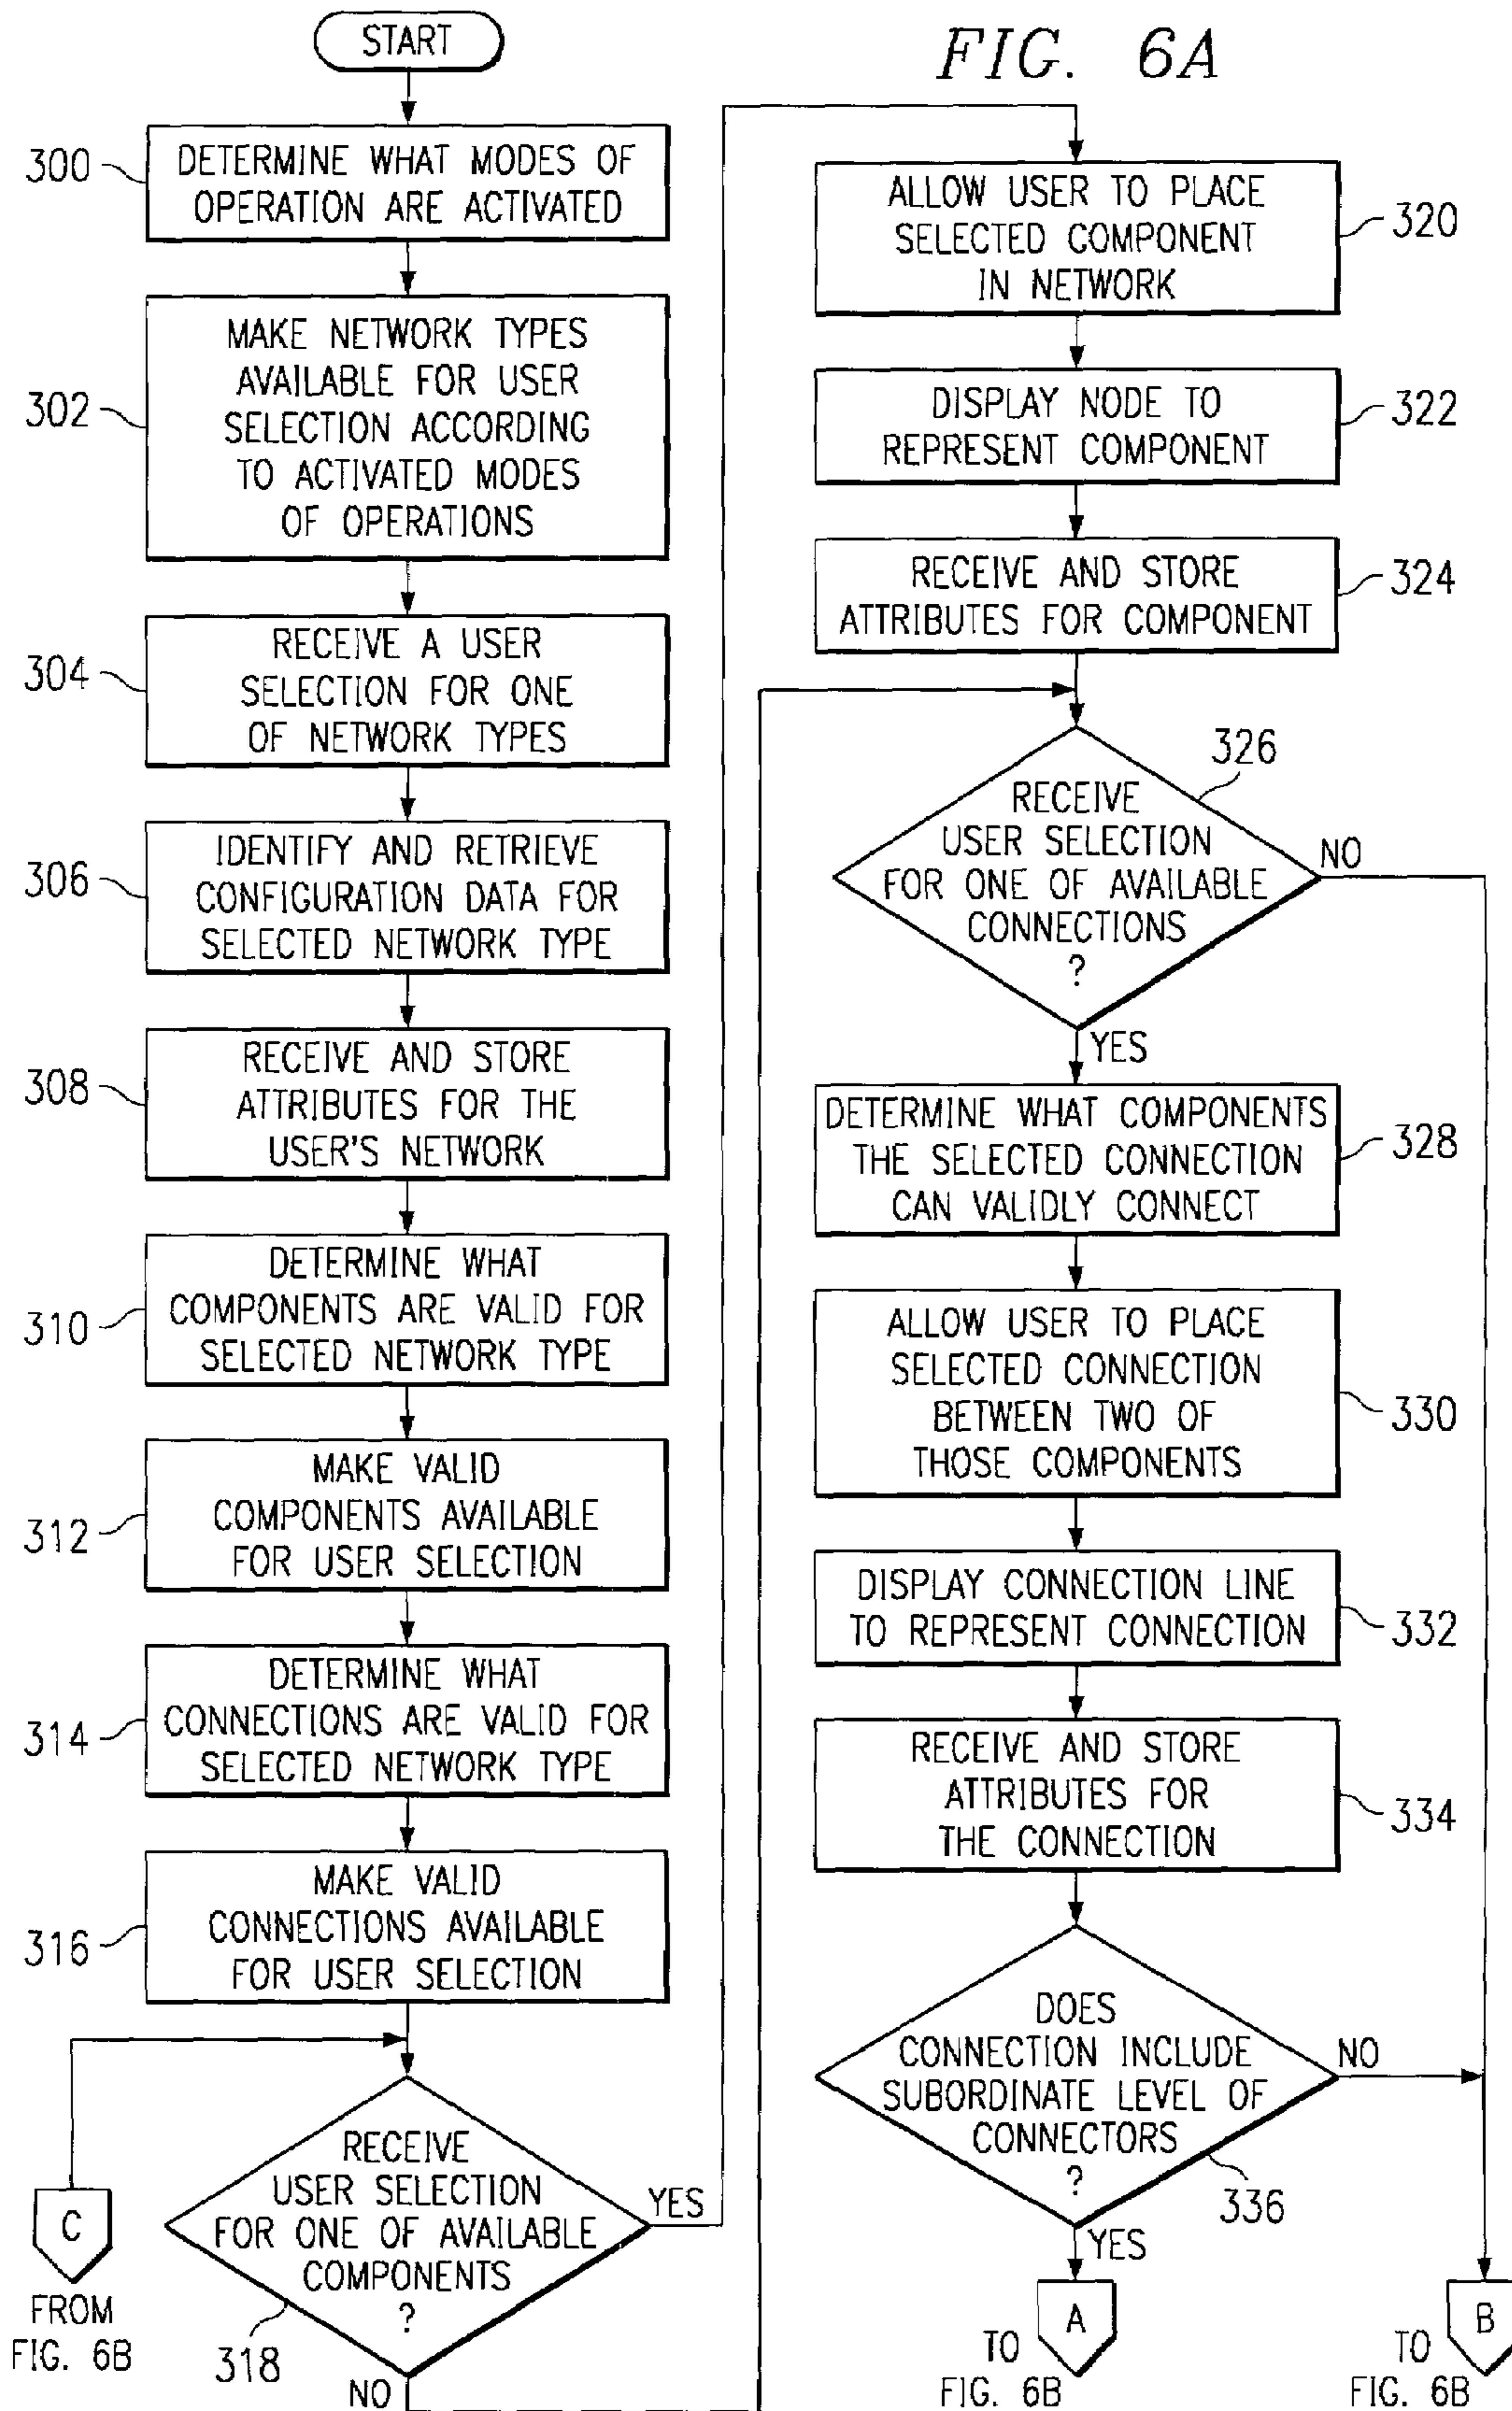 START
FIG. 6A
300
DETERMINE WHAT MODES OF
OPERATION ARE ACTIVATED
302
MAKE NETWORK TYPES
AVAILABLE FOR USER
SELECTION ACCORDING
TO ACTIVATED MODES
OF OPERATIONS
304
RECEIVE A USER
SELECTION FOR ONE
OF NETWORK TYPES
306
IDENTIFY AND RETRIEVE
CONFIGURATION DATA FOR
SELECTED NETWORK TYPE
308
RECEIVE AND STORE
ATTRIBUTES FOR THE
USER'S NETWORK
310
DETERMINE WHAT
COMPONENTS ARE VALID FOR
SELECTED NETWORK TYPE
312
MAKE VALID
COMPONENTS AVAILABLE
FOR USER SELECTION
314
DETERMINE WHAT
CONNECTIONS ARE VALID FOR
SELECTED NETWORK TYPE
316
MAKE VALID
CONNECTIONS AVAILABLE
FOR USER SELECTION
C
FROM
FIG. 6B
RECEIVE
USER SELECTION
FOR ONE OF AVAILABLE
COMPONENTS
?
318
YES
NO
ALLOW USER TO PLACE
SELECTED COMPONENT
IN NETWORK
320
DISPLAY NODE TO
REPRESENT COMPONENT
322
RECEIVE AND STORE
ATTRIBUTES FOR COMPONENT
324
326
RECEIVE
USER SELECTION
FOR ONE OF AVAILABLE
CONNECTIONS
?
NO
YES
DETERMINE WHAT COMPONENTS
THE SELECTED CONNECTION
CAN VALIDLY CONNECT
328
ALLOW USER TO PLACE
SELECTED CONNECTION
BETWEEN TWO OF
THOSE COMPONENTS
330
DISPLAY CONNECTION LINE
TO REPRESENT CONNECTION
332
RECEIVE AND STORE
ATTRIBUTES FOR
THE CONNECTION
334
DOES
CONNECTION INCLUDE
SUBORDINATE LEVEL OF
CONNECTORS
?
336
NO
YES
A
TO
FIG. 6B
B
TO
FIG. 6B